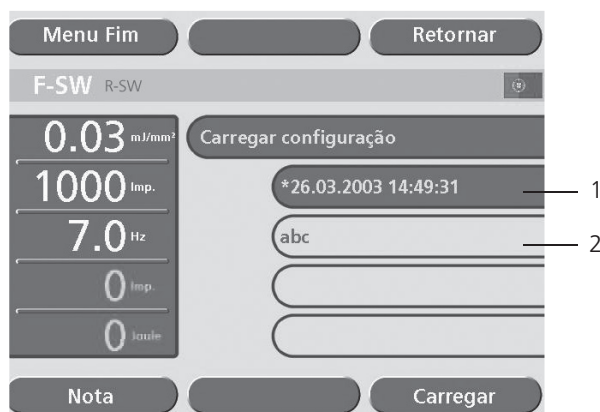 Menu Fim
Retornar
F-SW R-SW
0.03 mJ/mm²
Carregar configuração
1000 Imp.
*26.03.2003 14:49:31
1
7.0 Hz
abc
2
0 Imp.
0 Joule
Nota
Carregar